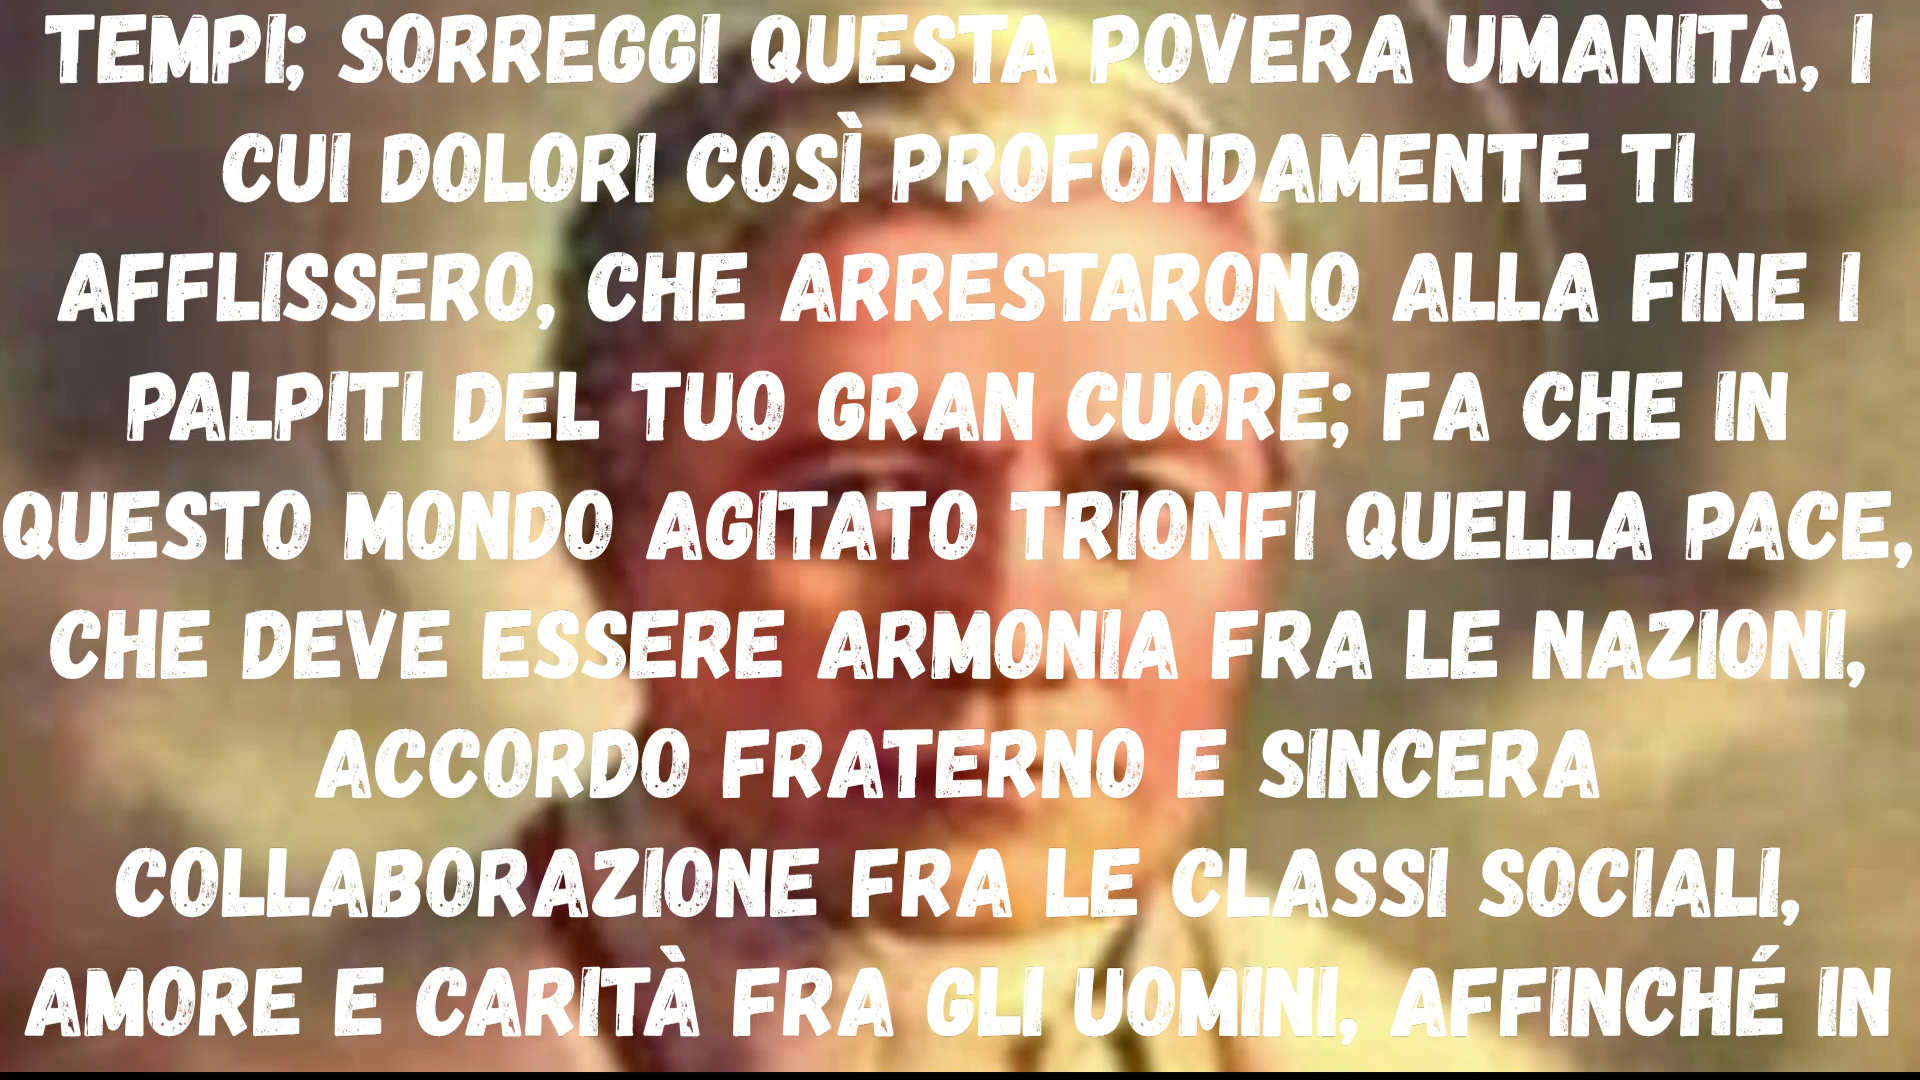 TEMPI; SORREGGI QUESTA POVERA UMANITÀ, I
CUI DOLORI COSÌ PROFONDAMENTE TI
AFFLISSERO, CHE ARRESTARONO ALLA FINE I
PALPITI DEL TUO GRAN CUORE; FA CHE IN
QUESTO MONDO AGITATO TRIONFI QUELLA PACE,
CHE DEVE ESSERE ARMONIA FRA LE NAZIONI,
ACCORDO FRATERNO E SINCERA
COLLABORAZIONE FRA LE CLASSI SOCIALI,
AMORE E CARITÀ FRA GLI UOMINI, AFFINCHÉ IN